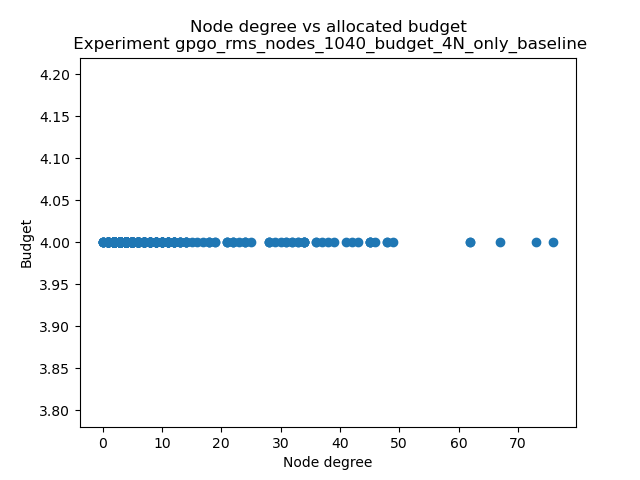 Node degree vs allocated budget
Experiment gpgo_rms_nodes_1040_budget_4N_only_baseline
4.20
4.15
4.10
4.05
4.00
3.95
3.90
3.85
3.80
Budget
0 10 20 30 40 50 60 70
Node degree